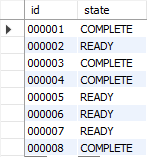 id state
000001 COMPLETE
000002 READY
000003 COMPLETE
000004 COMPLETE
000005 READY
000006 READY
000007 READY
000008 COMPLETE